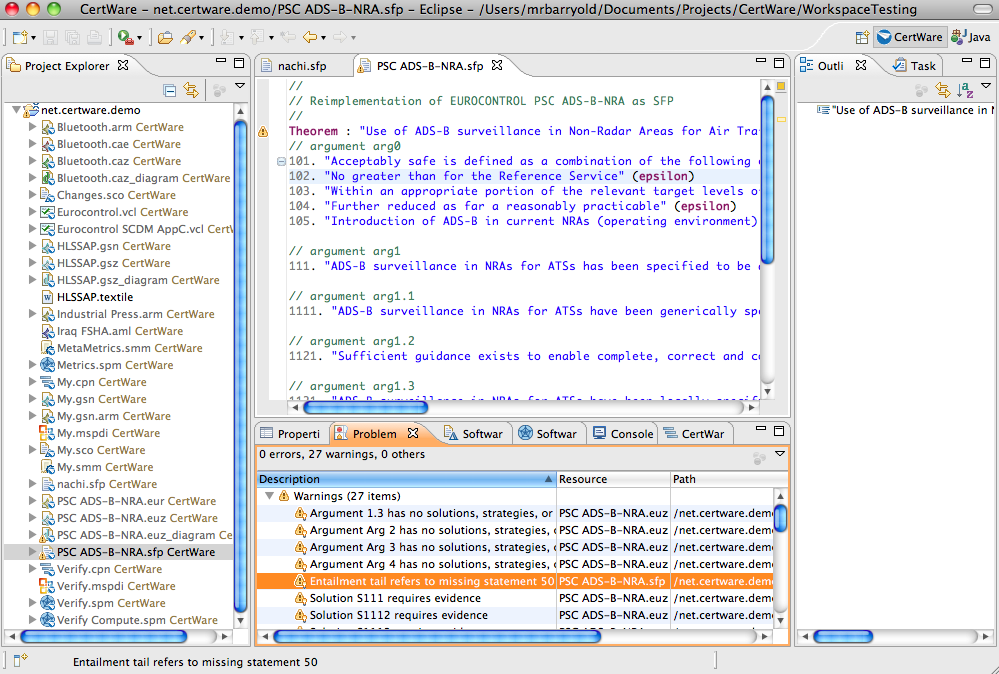 CertWare - net.certware.demo/PSC ADS-B-NRA.sfp - Eclipse - /Users/mrbarryold/Documents/Projects/CertWare/WorkspaceTesting
CertWare
Java
Project Explorer
net.certware.demo
Bluetooth.arm CertWare
Bluetooth.cae CertWare
Bluetooth.caz CertWare
Bluetooth.caz_diagram CertWare
Changes.sco CertWare
Eurocontrol.vcl CertWare
Eurocontrol SCDM AppC.vcl CertW
HLSSAP.gsn CertWare
HLSSAP.gsz CertWare
HLSSAP.gsz_diagram CertWare
HLSSAP.textile
Industrial Press.arm CertWare
Iraq FSHA.aml CertWare
MetaMetrics.smm CertWare
Metrics.spm CertWare
My.cpn CertWare
My.gsn CertWare
My.gsn.arm CertWare
My.mspdi CertWare
My.sco CertWare
My.smm CertWare
nachi.sfp CertWare
PSC ADS-B-NRA.eur CertWare
PSC ADS-B-NRA.euz CertWare
PSC ADS-B-NRA.euz_diagram Ce
PSC ADS-B-NRA.sfp CertWare
Verify.cpn CertWare
Verify.mspdi CertWare
Verify.spm CertWare
Verify Compute.spm CertWare
nachi.sfp
PSC ADS-B-NRA.sfp
//
// Reimplementation of EUROCONTROL PSC ADS-B-NRA as SFP
//
Theorem : "Use of ADS-B surveillance in Non-Radar Areas for Air Tra
// argument arg0
101. "Acceptably safe is defined as a combination of the following
102. "No greater than for the Reference Service" (epsilon)
103. "Within an appropriate portion of the relevant target levels o
104. "Further reduced as far a reasonably practicable" (epsilon)
105. "Introduction of ADS-B in current NRAs (operating environment)
// argument arg1
111. "ADS-B surveillance in NRAs for ATSs has been specified to be
// argument arg1.1
1111. "ADS-B surveillance in NRAs for ATSs have been generically spe
// argument arg1.2
1121. "Sufficient guidance exists to enable complete, correct and co
// argument arg1.3
1131. "ADS-B surveillance in NRAs for ATSs have been locally specif
Properti
Problem
Softwar
Softwar
Console
CertWar
0 errors, 27 warnings, 0 others
Description Resource Path
Warnings (27 items)
Argument 1.3 has no solutions, strategies, or PSC ADS-B-NRA.euz /net.certware.demo
Argument Arg 2 has no solutions, strategies, PSC ADS-B-NRA.euz /net.certware.demo
Argument Arg 3 has no solutions, strategies, PSC ADS-B-NRA.euz /net.certware.demo
Argument Arg 4 has no solutions, strategies, PSC ADS-B-NRA.euz /net.certware.demo
Entailment tail refers to missing statement 50 PSC ADS-B-NRA.sfp /net.certware.demo
Solution S111 requires evidence PSC ADS-B-NRA.euz /net.certware.demo
Solution S1112 requires evidence PSC ADS-B-NRA.euz /net.certware.demo
Outli
Task
"Use of ADS-B surveillance in N
Entailment tail refers to missing statement 50